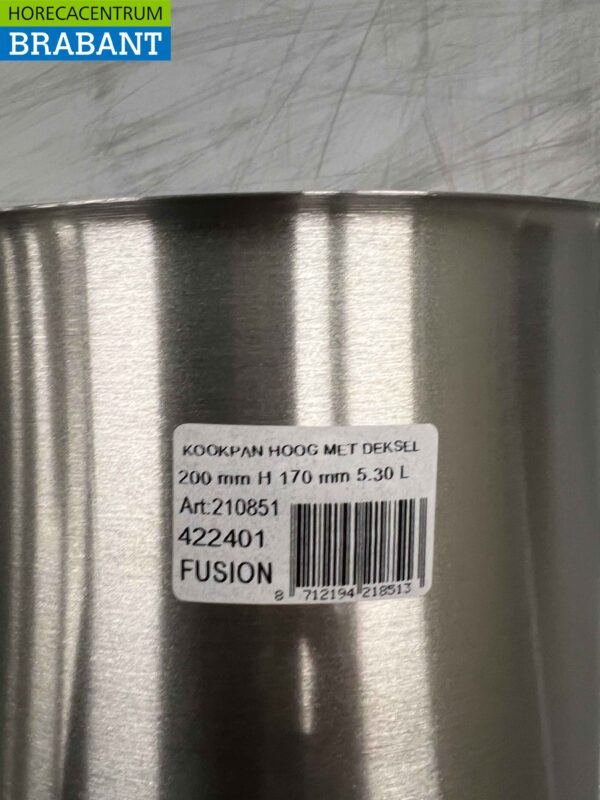 HORECACENTRUM
BRABANT
KOOKPAN HOOG MET DEKSEL
200 mm H 170 mm 5.30 L
Art:210851
422401
FUSION
8 712194 218513